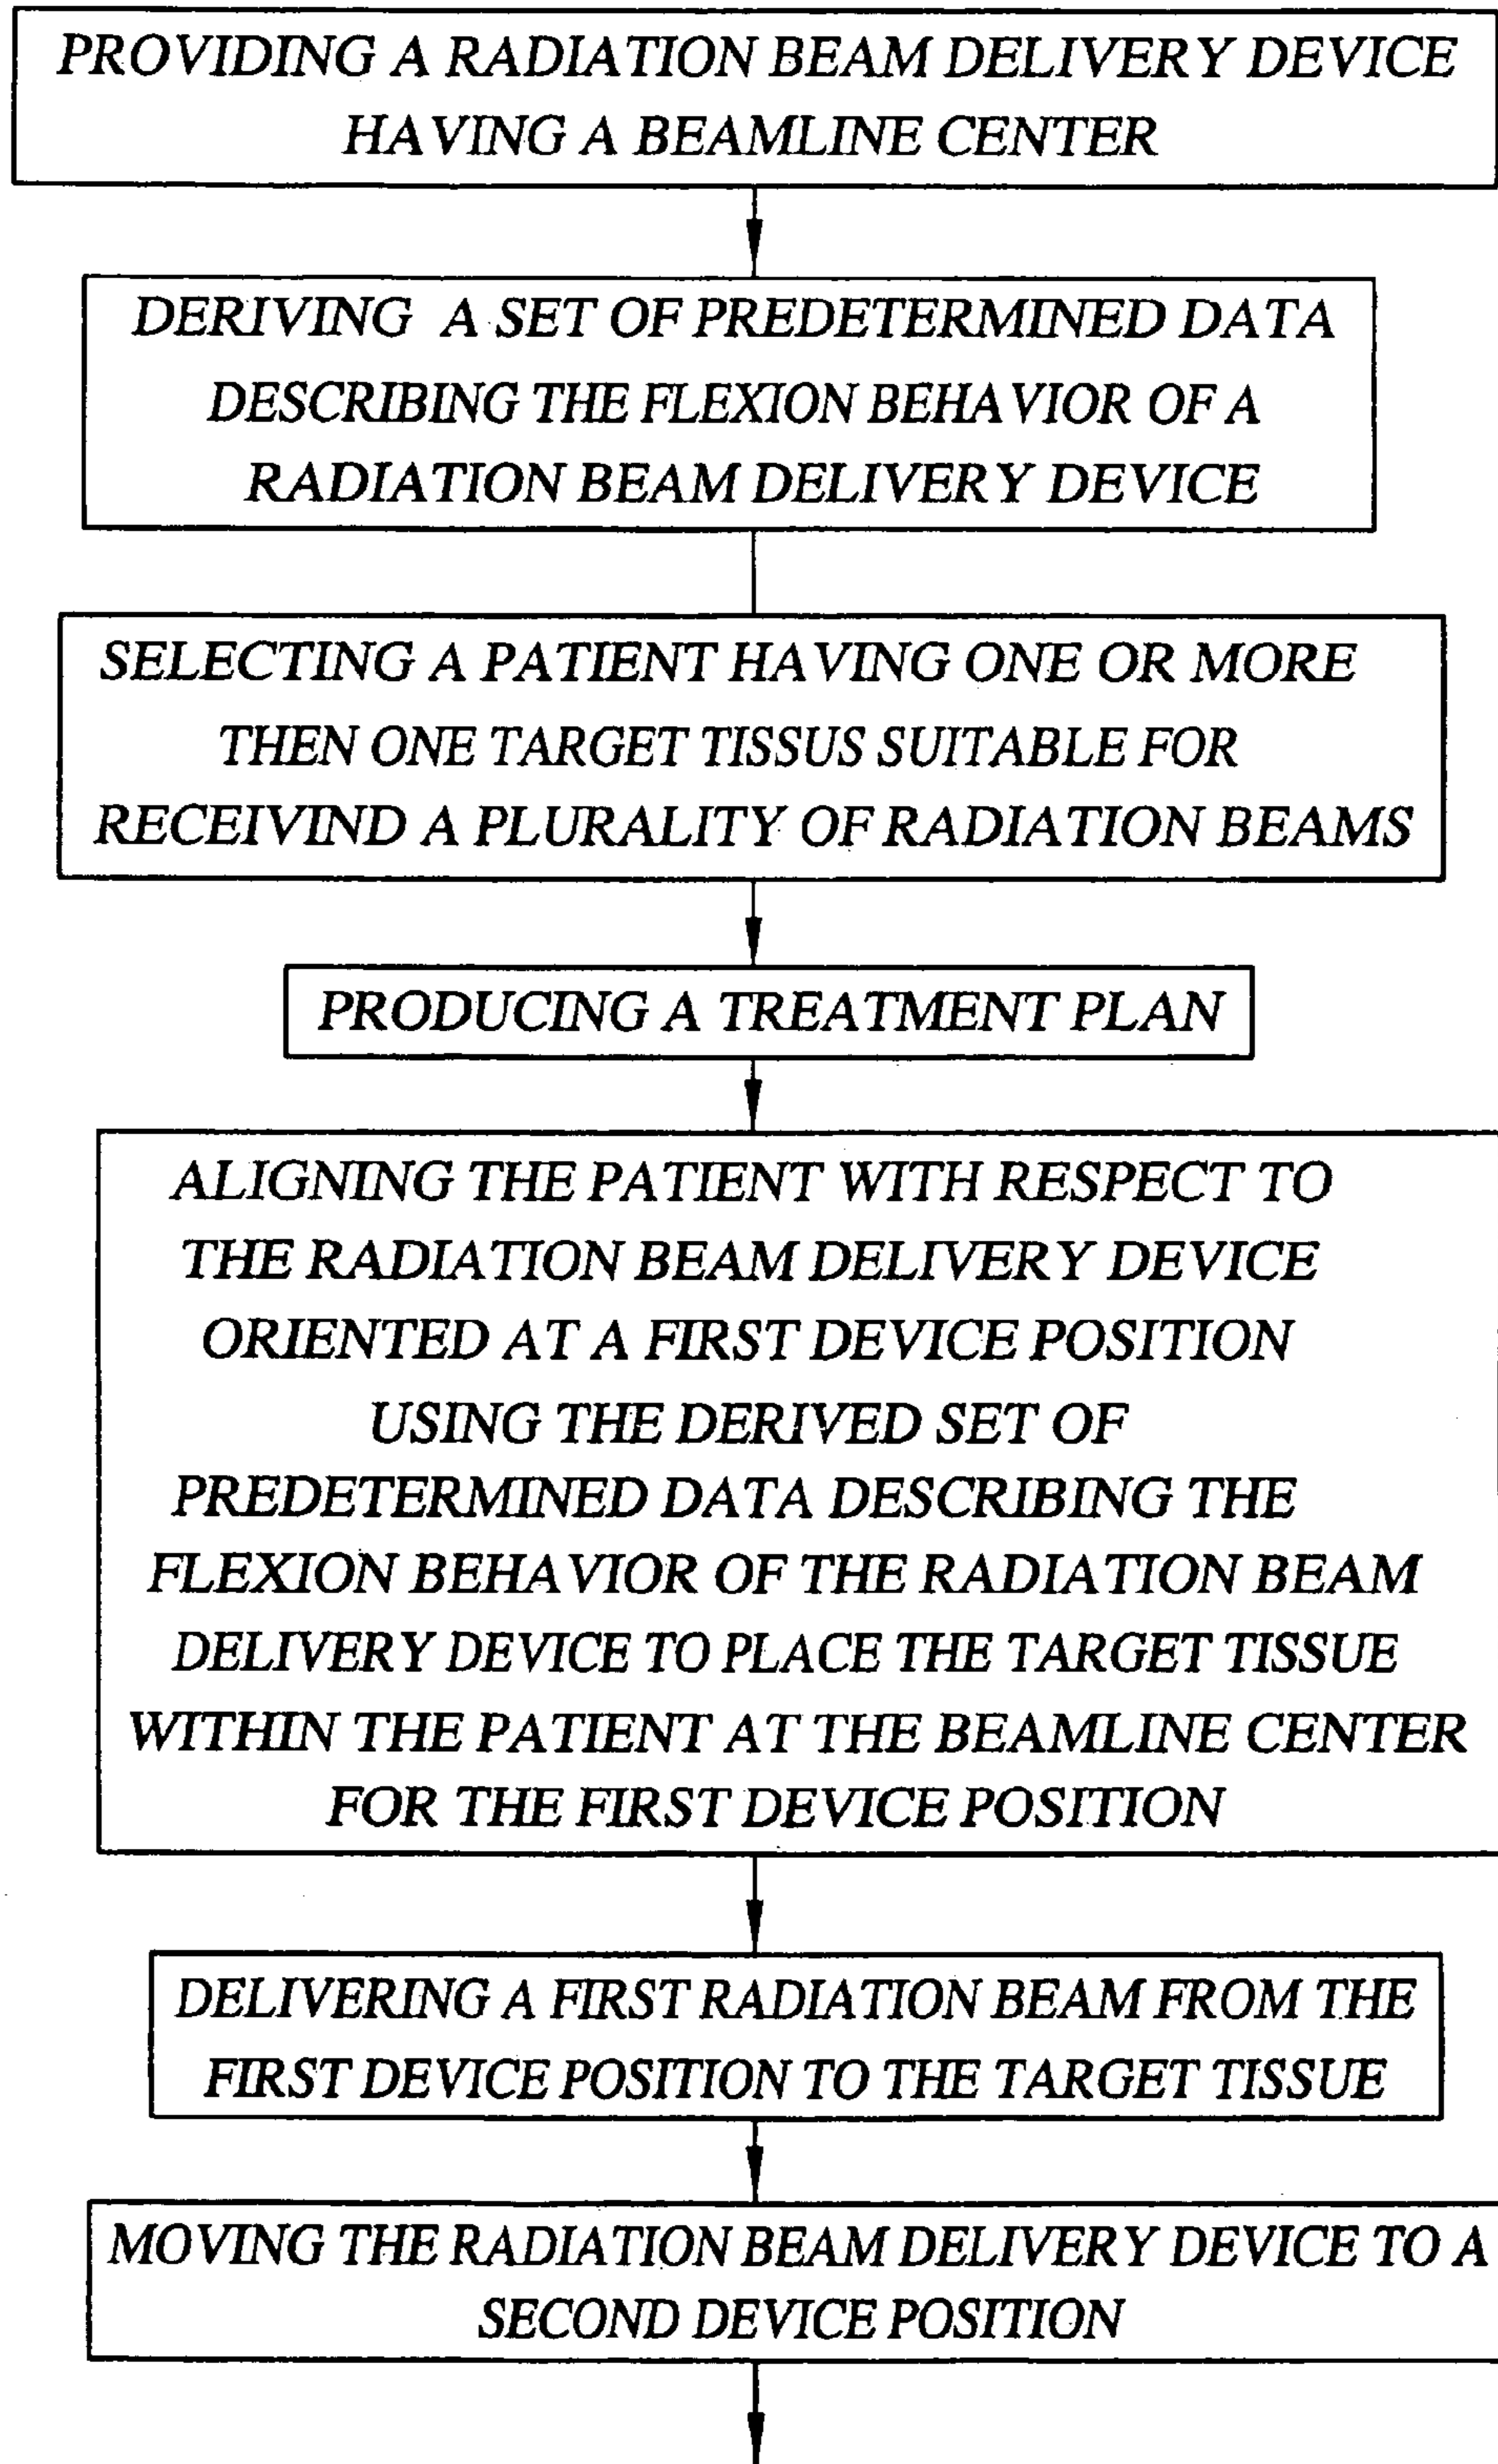 PROVIDING A RADIATION BEAM DELIVERY DEVICE
HAVING A BEAMLINE CENTER
DERIVING A SET OF PREDETERMINED DATA
DESCRIBING THE FLEXION BEHAVIOR OF A
RADIATION BEAM DELIVERY DEVICE
SELECTING A PATIENT HAVING ONE OR MORE
THEN ONE TARGET TISSUS SUITABLE FOR
RECEIVIND A PLURALITY OF RADIATION BEAMS
PRODUCING A TREATMENT PLAN
ALIGNING THE PATIENT WITH RESPECT TO
THE RADIATION BEAM DELIVERY DEVICE
ORIENTED AT A FIRST DEVICE POSITION
USING THE DERIVED SET OF
PREDETERMINED DATA DESCRIBING THE
FLEXION BEHAVIOR OF THE RADIATION BEAM
DELIVERY DEVICE TO PLACE THE TARGET TISSUE
WITHIN THE PATIENT AT THE BEAMLINE CENTER
FOR THE FIRST DEVICE POSITION
DELIVERING A FIRST RADIATION BEAM FROM THE
FIRST DEVICE POSITION TO THE TARGET TISSUE
MOVING THE RADIATION BEAM DELIVERY DEVICE TO A
SECOND DEVICE POSITION